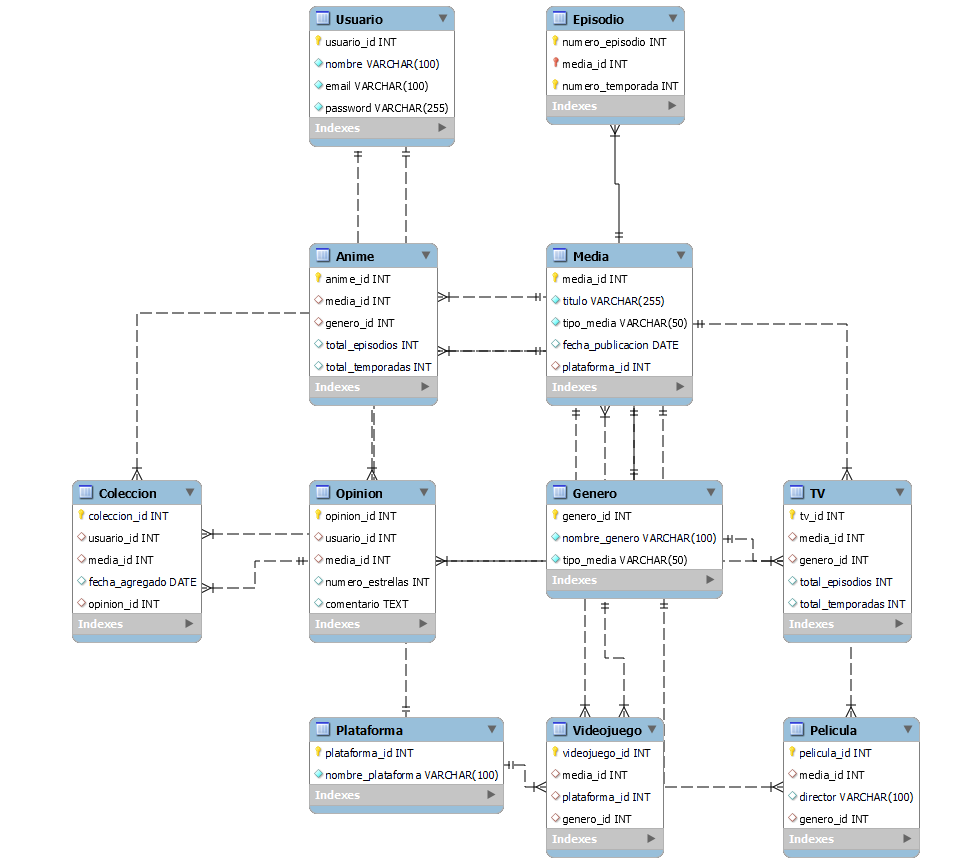 Usuario
usuario_id INT
nombre VARCHAR(100)
email VARCHAR(100)
password VARCHAR(255)
Indexes
Episodio
numero_episodio INT
media_id INT
numero_temporada INT
Indexes
Anime
anime_id INT
media_id INT
genero_id INT
total_episodios INT
total_temporadas INT
Indexes
Media
media_id INT
titulo VARCHAR(255)
tipo_media VARCHAR(50)
fecha_publicacion DATE
plataforma_id INT
Indexes
Coleccion
coleccion_id INT
usuario_id INT
media_id INT
fecha_agregado DATE
opinion_id INT
Indexes
Opinion
opinion_id INT
usuario_id INT
media_id INT
numero_estrellas INT
comentario TEXT
Indexes
Genero
genero_id INT
nombre_genero VARCHAR(100)
tipo_media VARCHAR(50)
Indexes
TV
tv_id INT
media_id INT
genero_id INT
total_episodios INT
total_temporadas INT
Indexes
Plataforma
plataforma_id INT
nombre_plataforma VARCHAR(100)
Indexes
Videojuego
videojuego_id INT
media_id INT
plataforma_id INT
genero_id INT
Indexes
Pelicula
pelicula_id INT
media_id INT
director VARCHAR(100)
genero_id INT
Indexes